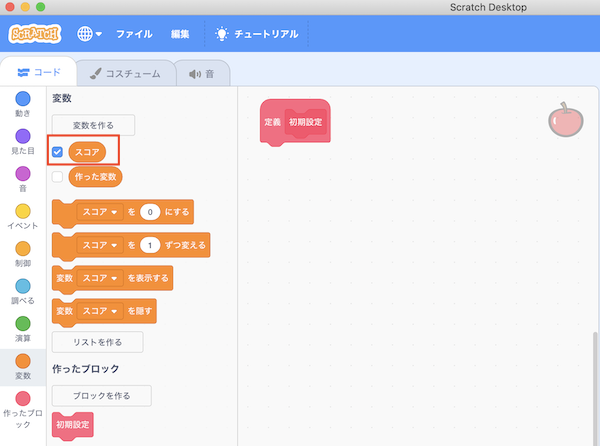 Scratch Desktop
SCRATCH
ファイル
編集
チュートリアル
コード
コスチューム
音
動き
見た目
音
イベント
制御
調べる
演算
変数
作ったブロ
ック
変数
変数を作る
スコア
作った変数
スコア を 0 にする
スコア を 1 ずつ変える
変数 スコア を表示する
変数 スコア を隠す
リストを作る
作ったブロック
ブロックを作る
初期設定
定義 初期設定